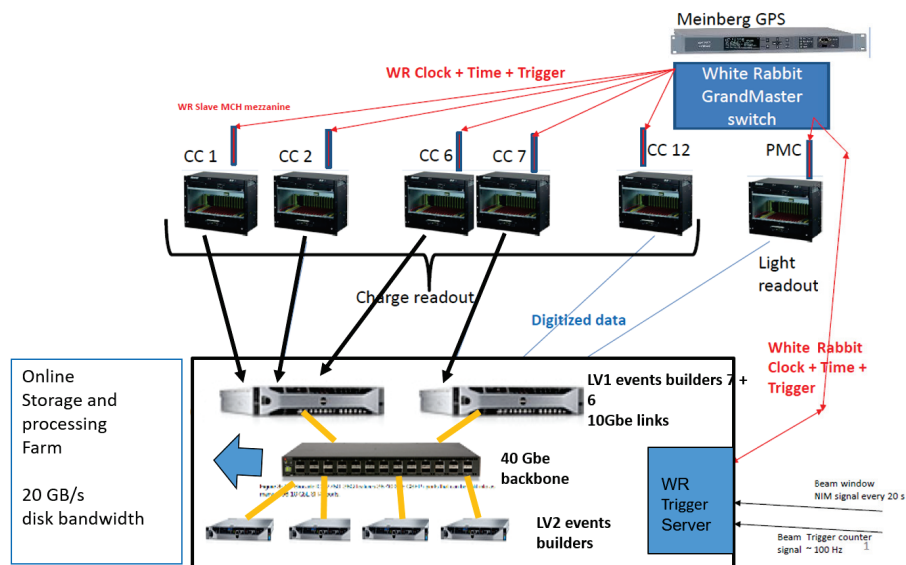 Meinberg GPS
WR Clock + Time + Trigger
White Rabbit
GrandMaster
switch
WR Slave MCH mezzanine
CC 1
CC 2
CC 6
CC 7
CC 12
PMC
Charge readout
Light
readout
Digitized data
White Rabbit
Clock + Time +
Trigger
Online
Storage and
processing
Farm
20 GB/s
disk bandwidth
LV1 events builders 7 +
6
10Gbe links
40 Gbe
backbone
LV2 events
builders
WR
Trigger
Server
Beam window
NIM signal every 20 s
Beam Trigger counter
signal ~ 100 Hz
1